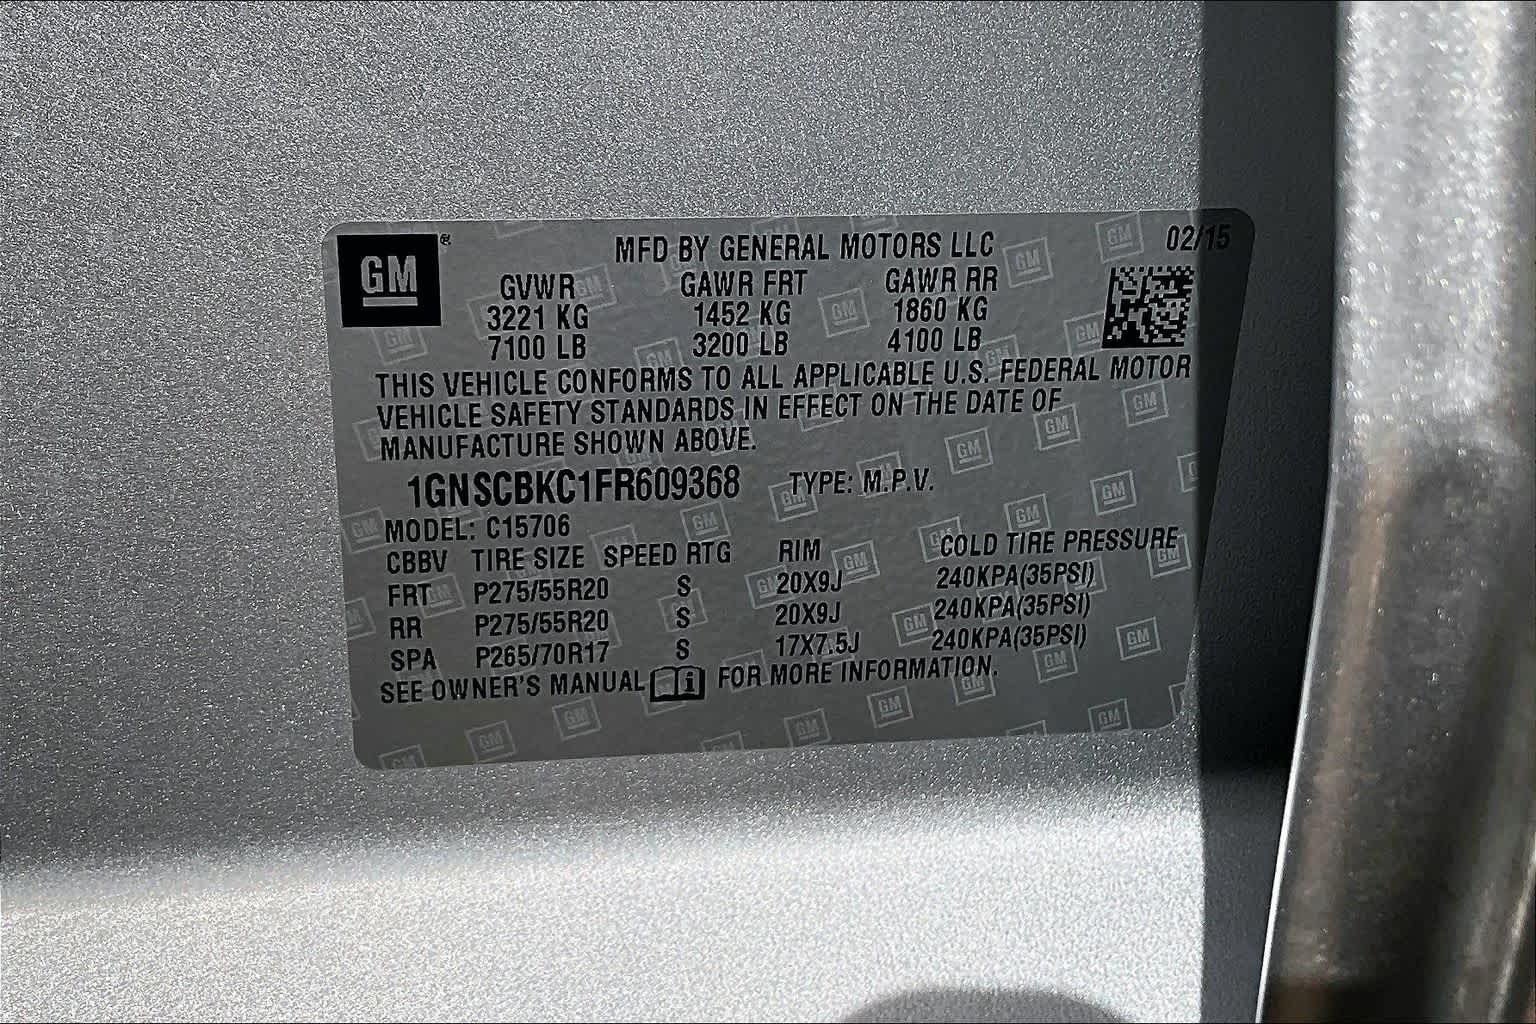 GM® MFD BY GENERAL MOTORS LLC 02/15
GVWR GAWR FRT GAWR RR
3221 KG 1452 KG 1860 KG
7100 LB 3200 LB 4100 LB
THIS VEHICLE CONFORMS TO ALL APPLICABLE U.S. FEDERAL MOTOR
VEHICLE SAFETY STANDARDS IN EFFECT ON THE DATE OF
MANUFACTURE SHOWN ABOVE.
1GNSCBKC1FR609368 TYPE: M.P.V.
MODEL: C15706
CBBV TIRE SIZE SPEED RTG RIM COLD TIRE PRESSURE
FRT P275/55R20 S 20X9J 240KPA(35PSI)
RR P275/55R20 S 20X9J 240KPA(35PSI)
SPA P265/70R17 S 17X7.5J 240KPA(35PSI)
SEE OWNER'S MANUAL i FOR MORE INFORMATION.